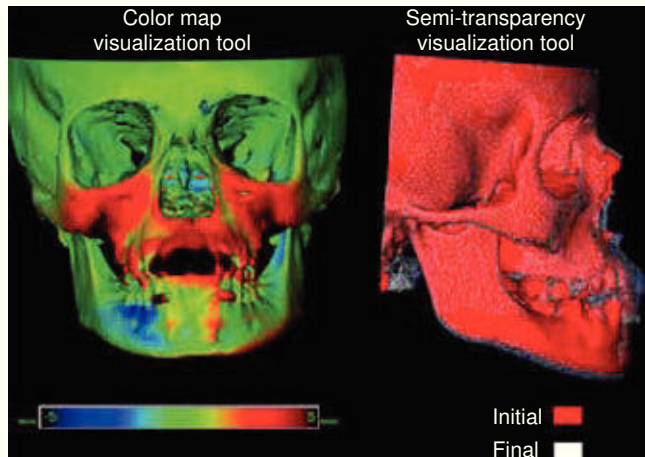 Color map
visualization tool
Semi-transparency
visualization tool
-5
5
Initial
Final